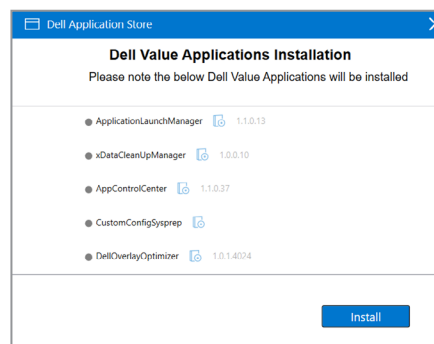 Dell Application Store
Dell Value Applications Installation
Please note the below Dell Value Applications will be installed
ApplicationLaunchManager 1.1.0.13
xDataCleanUpManager 1.0.0.10
AppControlCenter 1.1.0.37
CustomConfigSysprep
DellOverlayOptimizer 1.0.1.4024
Install